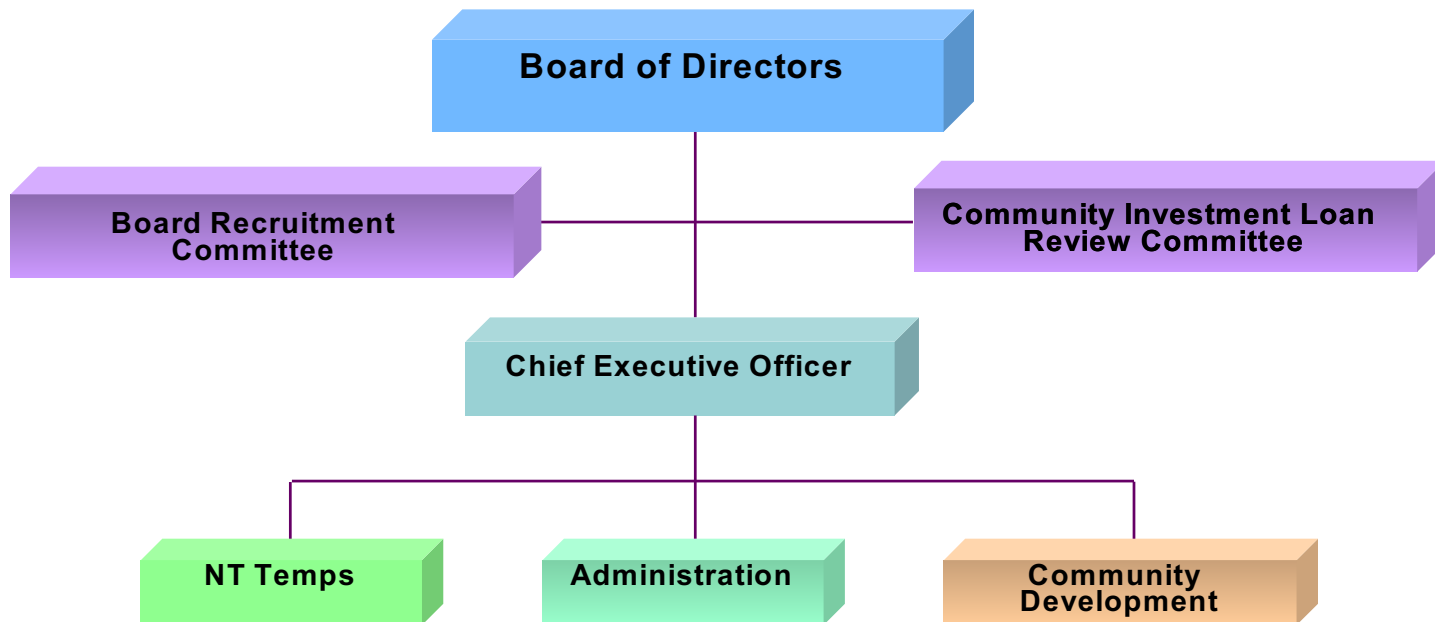 Board of Directors
Board Recruitment
Committee
Community Investment Loan
Review Committee
Chief Executive Officer
NT Temps
Administration
Community
Development